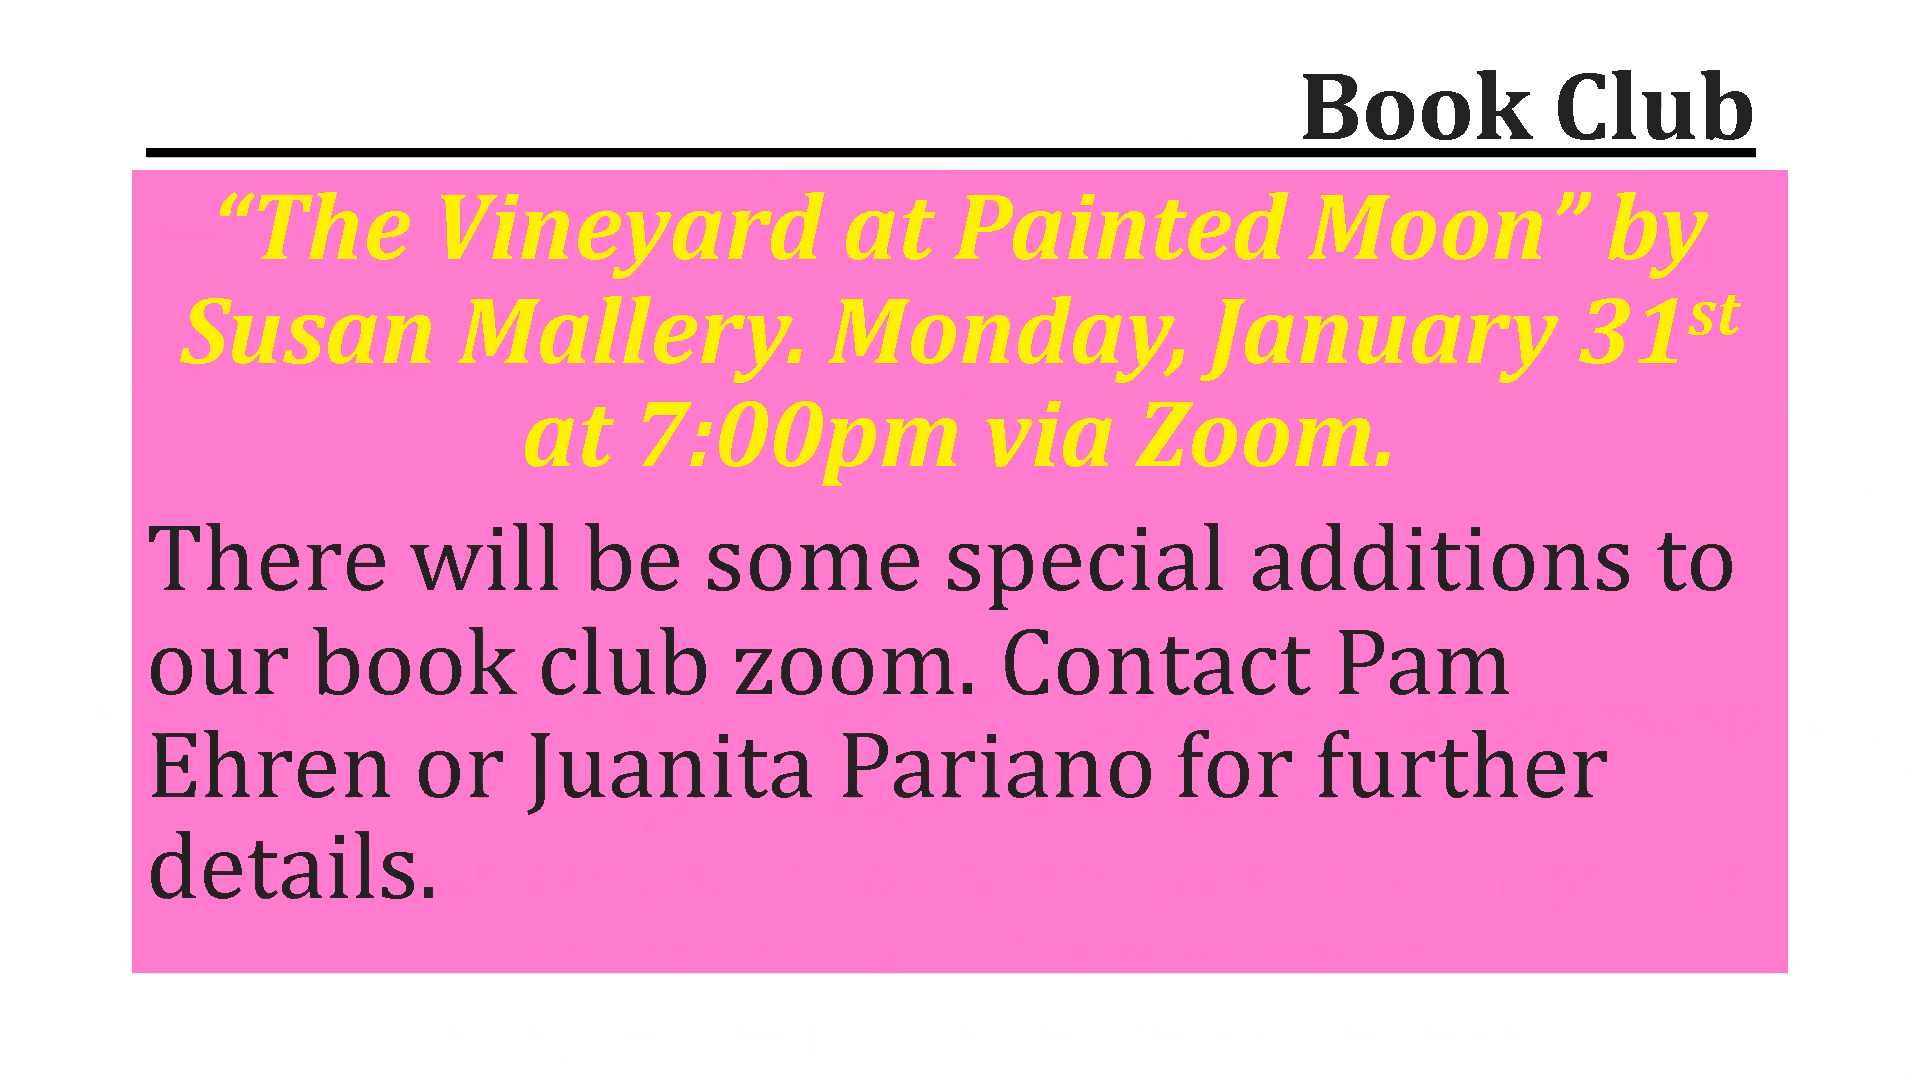 Book Club
“The Vineyard at Painted Moon” by
Susan Mallery. Monday, January 31st
at 7:00pm via Zoom.
There will be some special additions to
our book club zoom. Contact Pam
Ehren or Juanita Pariano for further
details.